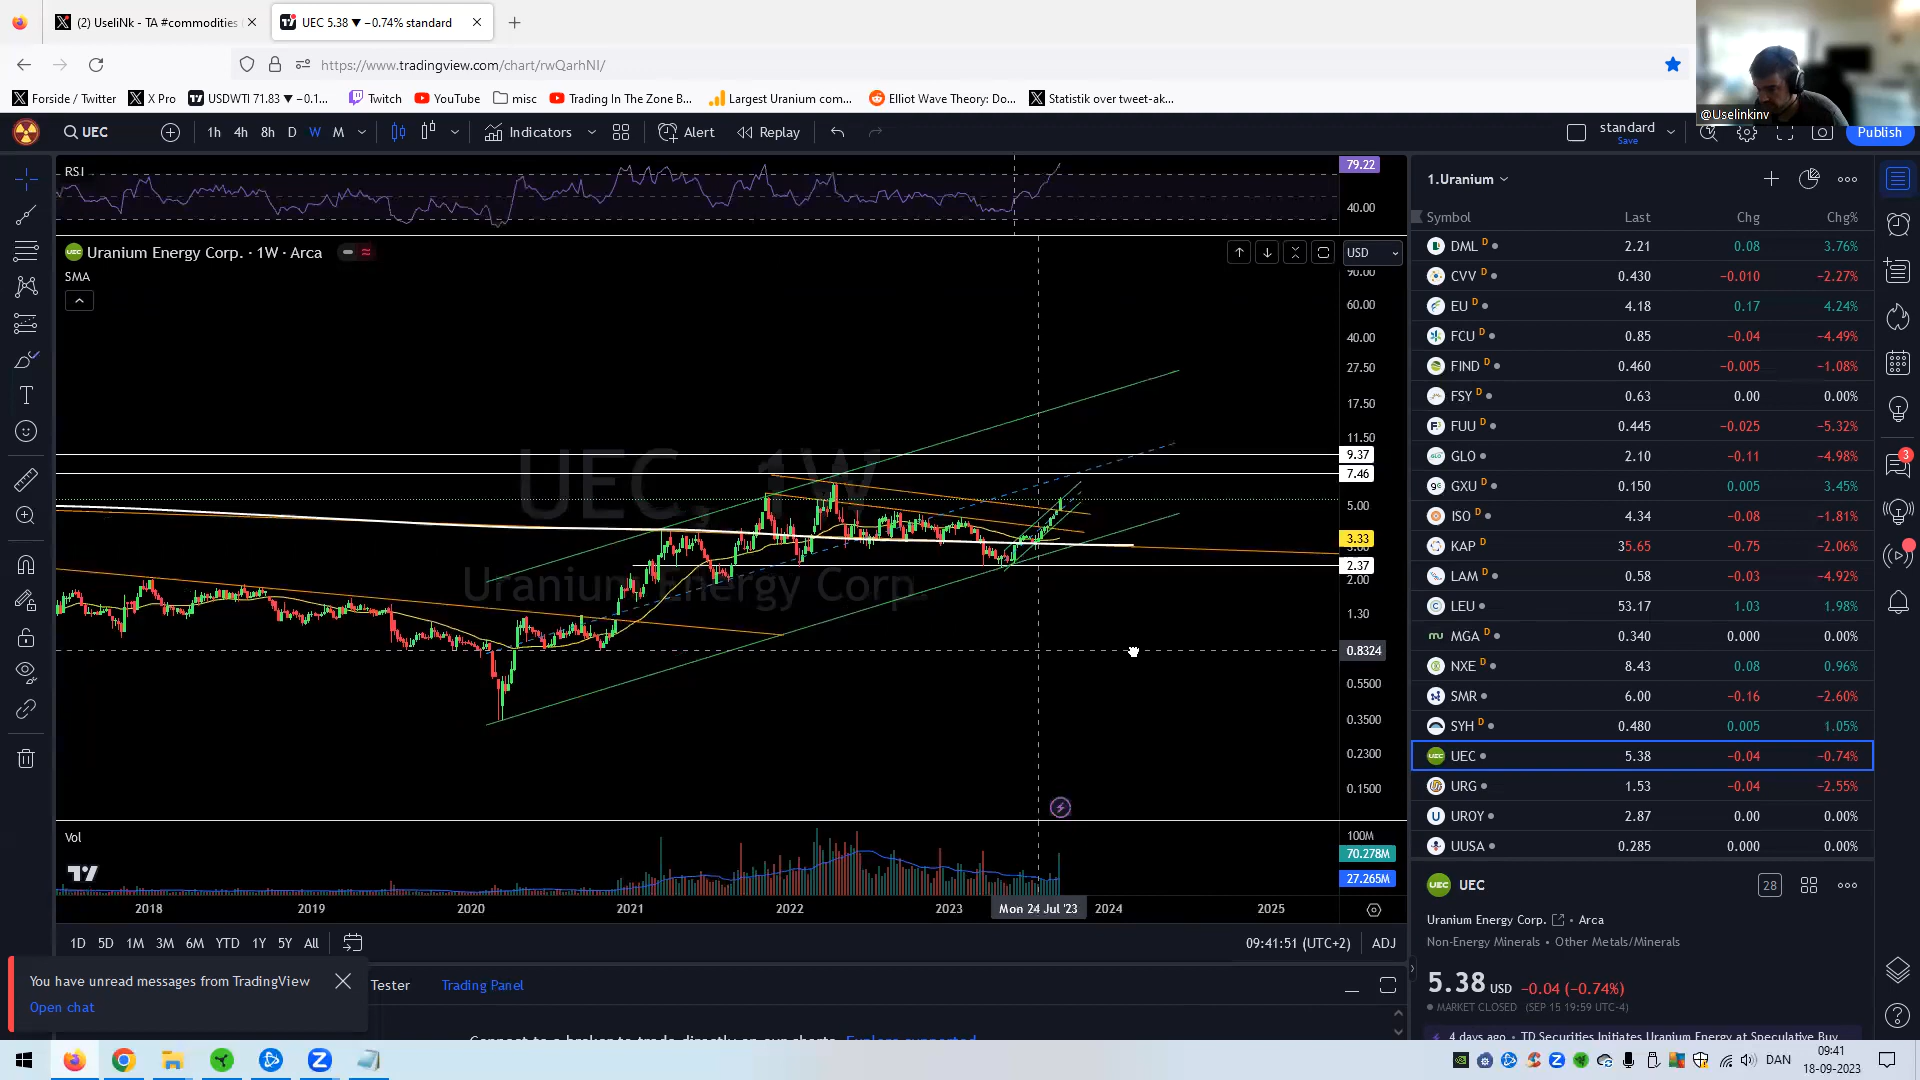 (2) UseliNk - TA #commodities
UEC 5.38 ▼ −0.74% standard
https://www.tradingview.com/chart/rwQarhNI/
Forside / Twitter
X Pro
USDWTI 71.83 ▼ −0.1...
Twitch
YouTube
misc
Trading In The Zone B...
Largest Uranium com...
Elliot Wave Theory: Do...
Statistik over tweet-ak...
@Uselinkinv
UEC
1h 4h 8h D W M
Indicators
Alert
Replay
standard
Save
Publish
RSI
79.22
40.00
Uranium Energy Corp. · 1W · Arca
USD
SMA
90.00
60.00
40.00
27.50
17.50
11.50
9.37
7.46
5.00
3.33
2.37
2.00
1.30
0.8324
0.5500
0.3500
0.2300
0.1500
UEC, 1W
Uranium Energy Corp.
Vol
100M
70.278M
27.265M
2018 2019 2020 2021 2022 2023 Mon 24 Jul '23 2024 2025
1D 5D 1M 3M 6M YTD 1Y 5Y All
09:41:51 (UTC+2) ADJ
You have unread messages from TradingView
Open chat
Tester
Trading Panel
1.Uranium
Symbol Last Chg Chg%
DML D 2.21 0.08 3.76%
CVV D 0.430 −0.010 −2.27%
EU D 4.18 0.17 4.24%
FCU D 0.85 −0.04 −4.49%
FIND D 0.460 −0.005 −1.08%
FSY D 0.63 0.00 0.00%
FUU D 0.445 −0.025 −5.32%
GLO D 2.10 −0.11 −4.98%
GXU D 0.150 0.005 3.45%
ISO D 4.34 −0.08 −1.81%
KAP D 35.65 −0.75 −2.06%
LAM D 0.58 −0.03 −4.92%
LEU 53.17 1.03 1.98%
MGA D 0.340 0.000 0.00%
NXE D 8.43 0.08 0.96%
SMR 6.00 −0.16 −2.60%
SYH D 0.480 0.005 1.05%
UEC 5.38 −0.04 −0.74%
URG 1.53 −0.04 −2.55%
UROY 2.87 0.00 0.00%
UUSA 0.285 0.000 0.00%
3
UEC
28
Uranium Energy Corp. • Arca
Non-Energy Minerals • Other Metals/Minerals
5.38 USD −0.04 (−0.74%)
MARKET CLOSED (SEP 15 19:59 UTC-4)
4 days ago • TD Securities Initiates Uranium Energy at Speculative Buy
DAN
09:41
18-09-2023